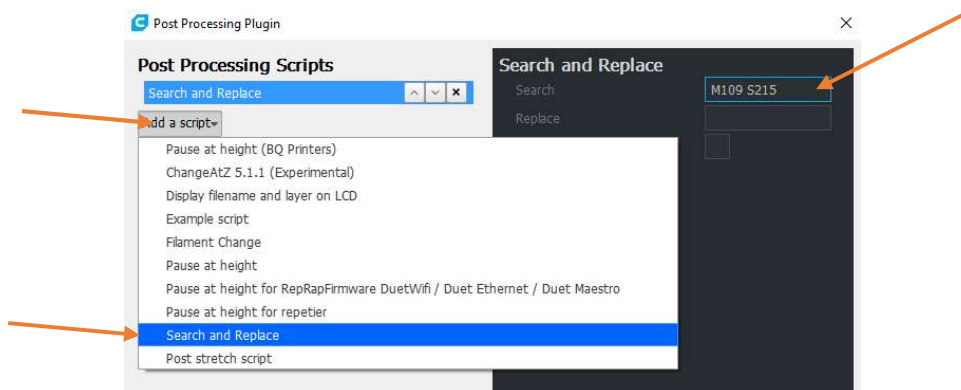 Post Processing Plugin
Post Processing Scripts
Search and Replace
Add a script
Pause at height (BQ Printers)
ChangeAtZ 5.1.1 (Experimental)
Display filename and layer on LCD
Example script
Filament Change
Pause at height
Pause at height for RepRapFirmware DuetWifi / Duet Ethernet / Duet Maestro
Pause at height for repetier
Search and Replace
Post stretch script
Search and Replace
Search M109 S215
Replace